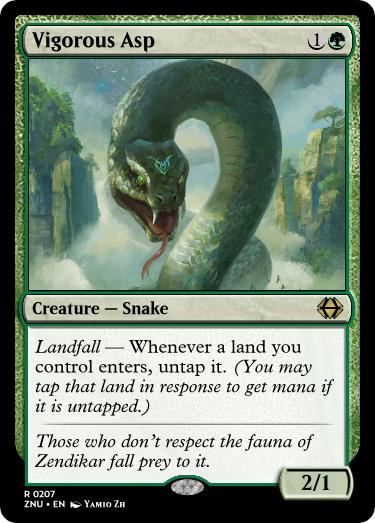 Vigorous Asp 1
Creature — Snake
Landfall — Whenever a land you
control enters, untap it. (You may
tap that land in response to get mana if
it is untapped.)
Those who don't respect the fauna of
Zendikar fall prey to it.
2/1
R 0207
ZNU • EN Yamio Zh